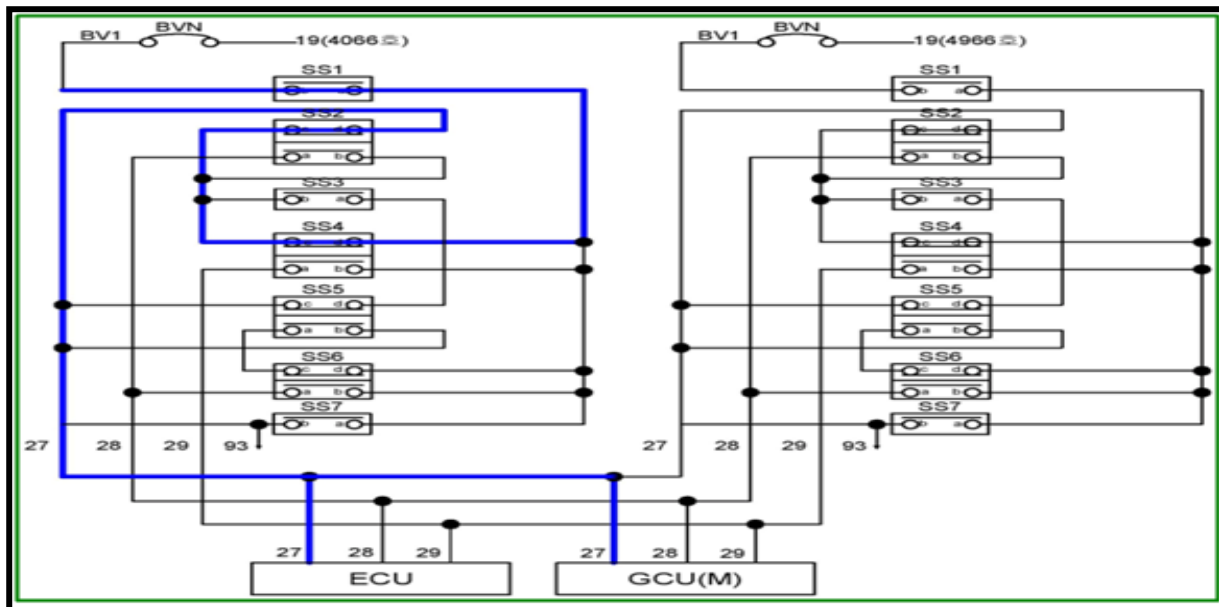 BV1 BVN 19(4066호) BV1 BVN 19(4966호)
SS1 SS1
b a
SS2 SS2
d c d
a b a b
SS3 SS3
b a b a
SS4 SS4
d c d
a b a b
SS5 SS5
c d c d
a b a b
SS6 SS6
c d c d
a b a b
SS7 SS7
b a b a
27 28 29 93 27 28 29 93
27 28 29 27 28 29
ECU GCU(M)